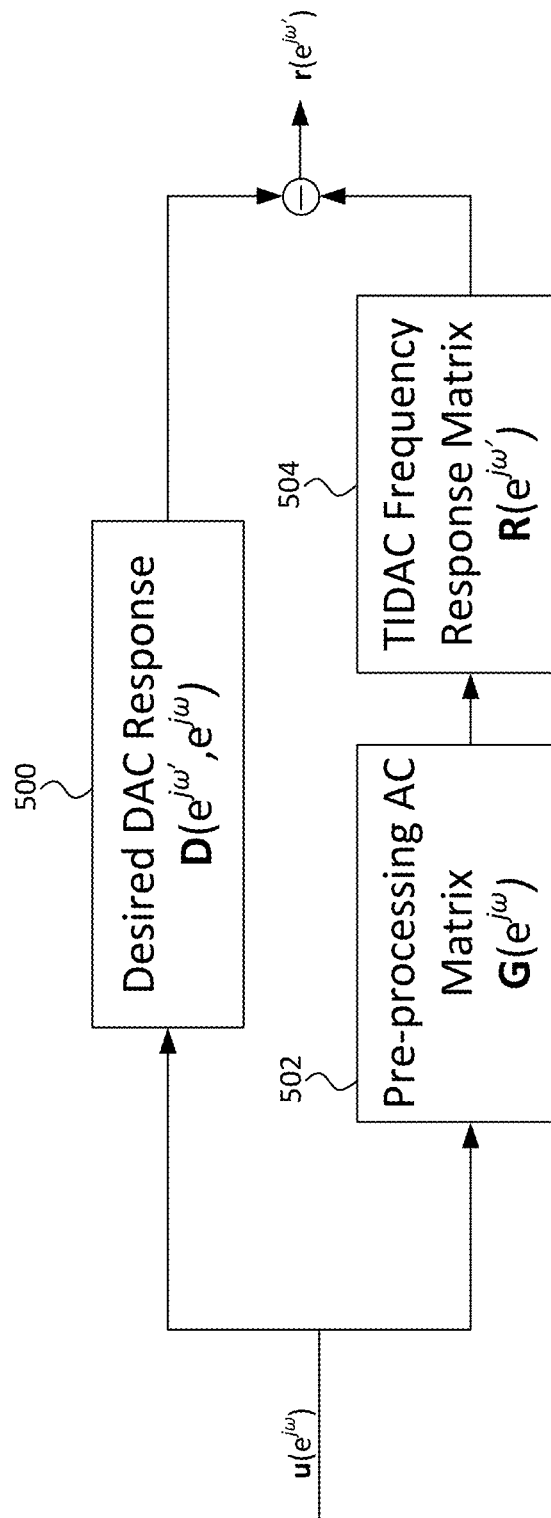 u(e^{jω})
500
Desired DAC Response
D(e^{jω'},e^{jω})
502
Pre-processing AC
Matrix
G(e^{jω})
504
TIDAC Frequency
Response Matrix
R(e^{jω'})
r(e^{jω'})